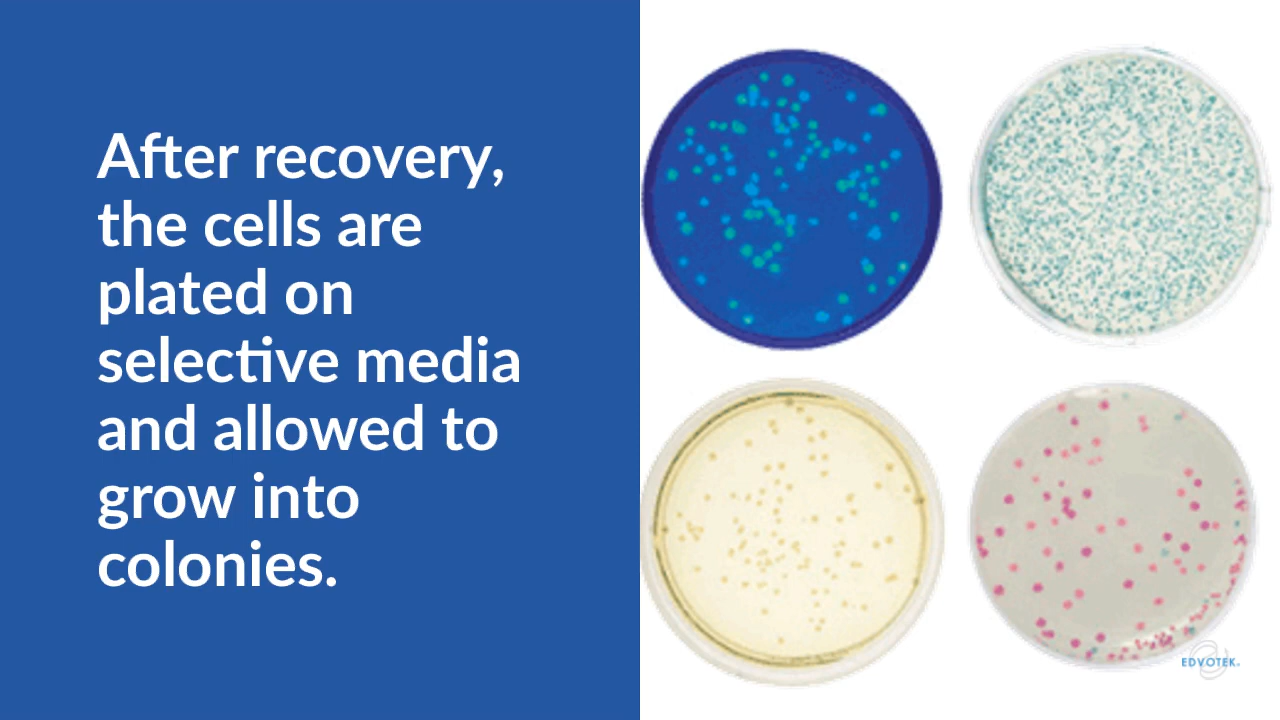 After recovery,
the cells are
plated on
selective media
and allowed to
grow into
colonies.
EDVOTEK®